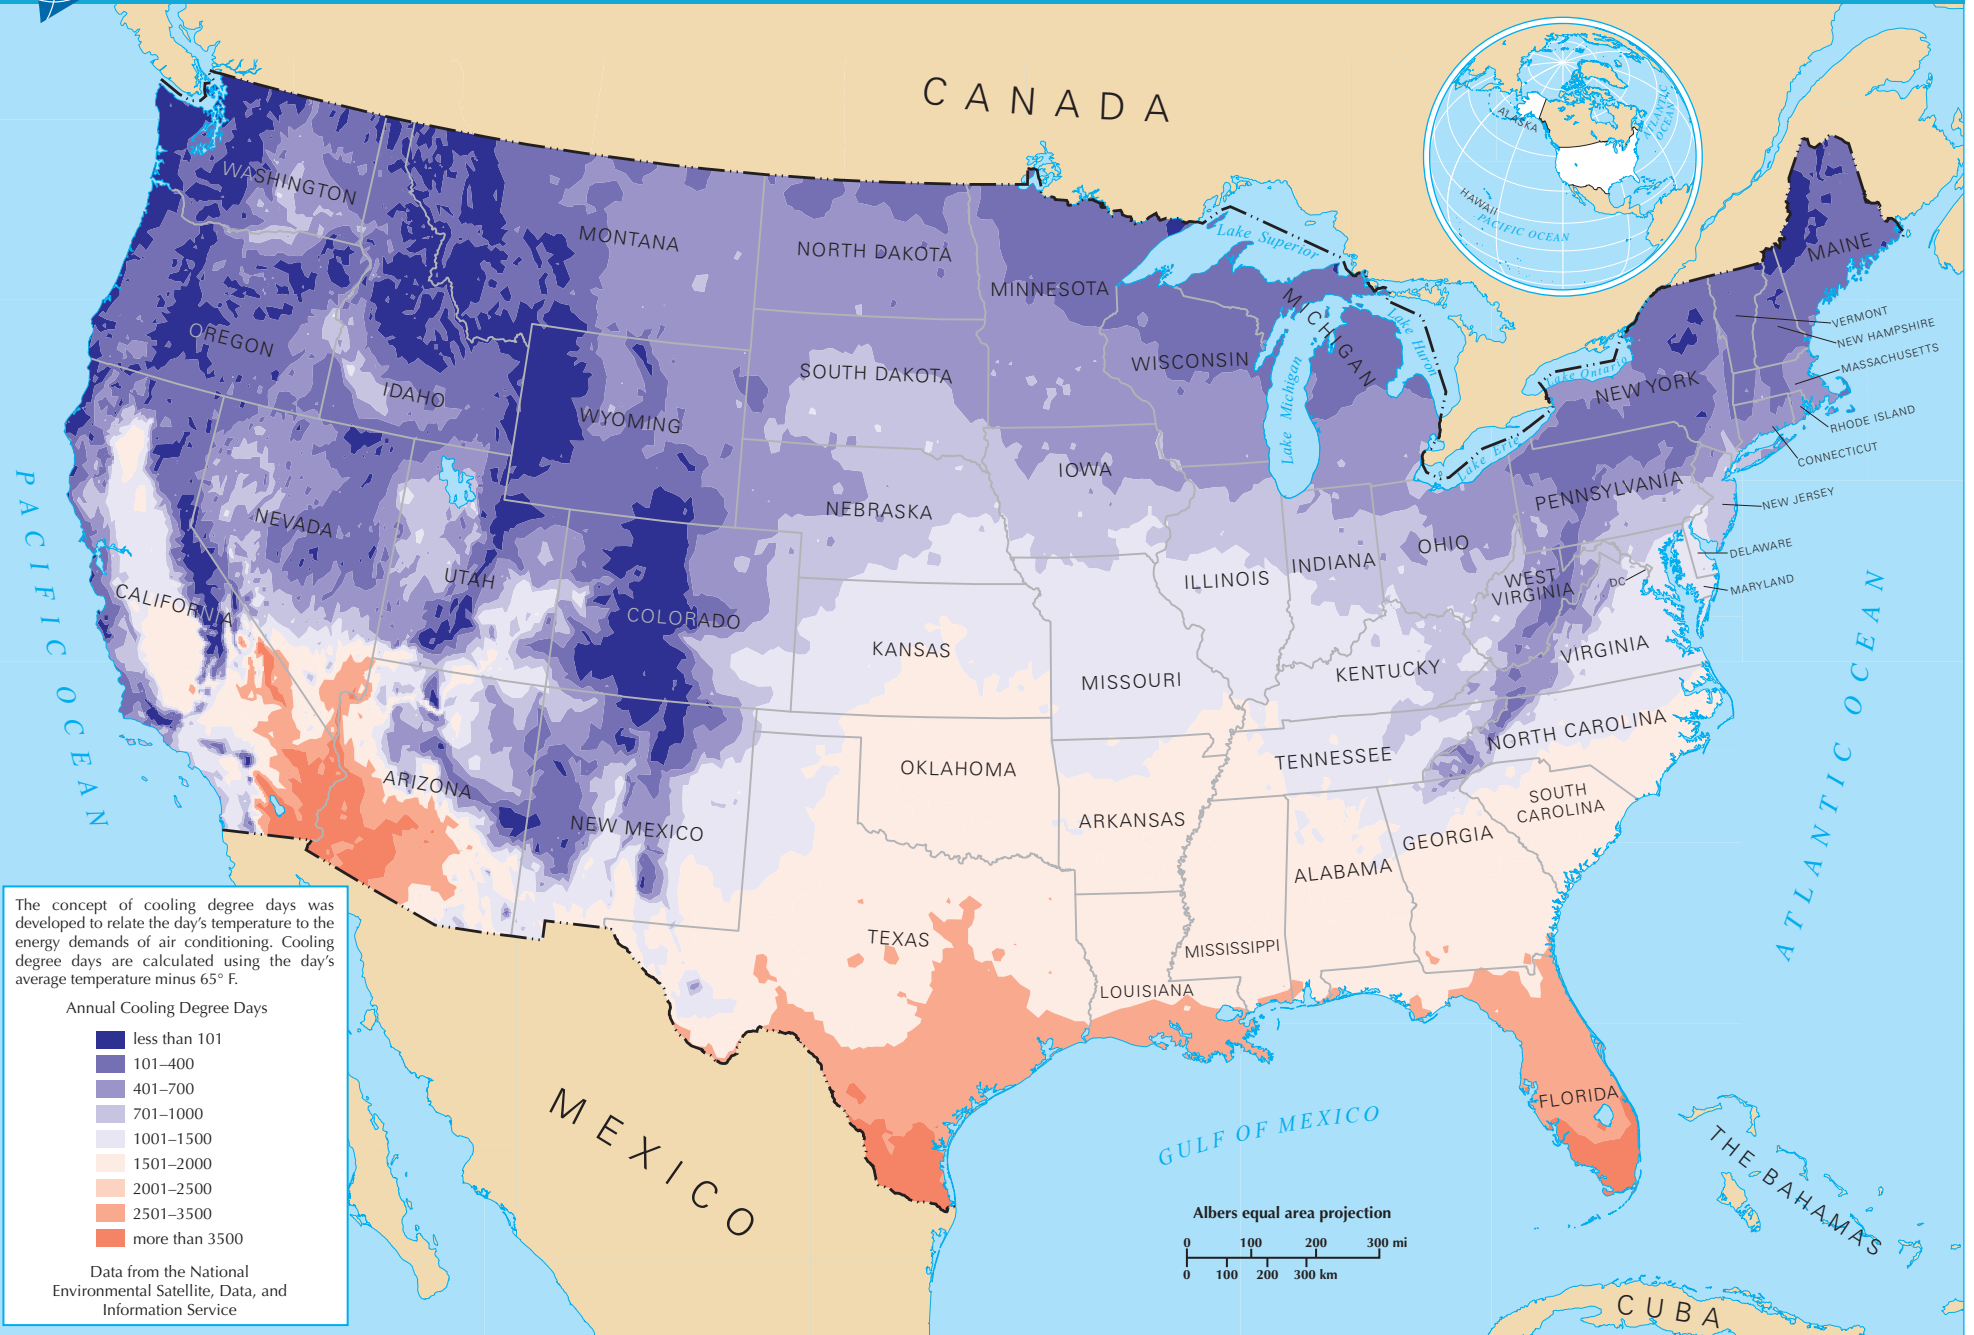 CANADA
ALASKA
ATLANTIC
OCEAN
HAWAII
PACIFIC OCEAN
WASHINGTON
MONTANA
NORTH DAKOTA
MINNESOTA
Lake Superior
MICHIGAN
Lake Huron
Lake Michigan
Lake Ontario
Lake Erie
MAINE
VERMONT
NEW HAMPSHIRE
MASSACHUSETTS
RHODE ISLAND
CONNECTICUT
NEW YORK
OREGON
IDAHO
WYOMING
SOUTH DAKOTA
WISCONSIN
IOWA
NEBRASKA
PENNSYLVANIA
NEW JERSEY
DELAWARE
MARYLAND
DC
NEVADA
UTAH
COLORADO
CALIFORNIA
KANSAS
MISSOURI
ILLINOIS
INDIANA
OHIO
WEST
VIRGINIA
VIRGINIA
KENTUCKY
TENNESSEE
NORTH CAROLINA
SOUTH
CAROLINA
ARIZONA
NEW MEXICO
OKLAHOMA
ARKANSAS
TEXAS
LOUISIANA
MISSISSIPPI
ALABAMA
GEORGIA
FLORIDA
PACIFIC OCEAN
ATLANTIC OCEAN
GULF OF MEXICO
MEXICO
THE BAHAMAS
CUBA
The concept of cooling degree days was
developed to relate the day's temperature to the
energy demands of air conditioning. Cooling
degree days are calculated using the day's
average temperature minus 65° F.
Annual Cooling Degree Days
less than 101
101–400
401–700
701–1000
1001–1500
1501–2000
2001–2500
2501–3500
more than 3500
Data from the National
Environmental Satellite, Data, and
Information Service
Albers equal area projection
0 100 200 300 mi
0 100 200 300 km